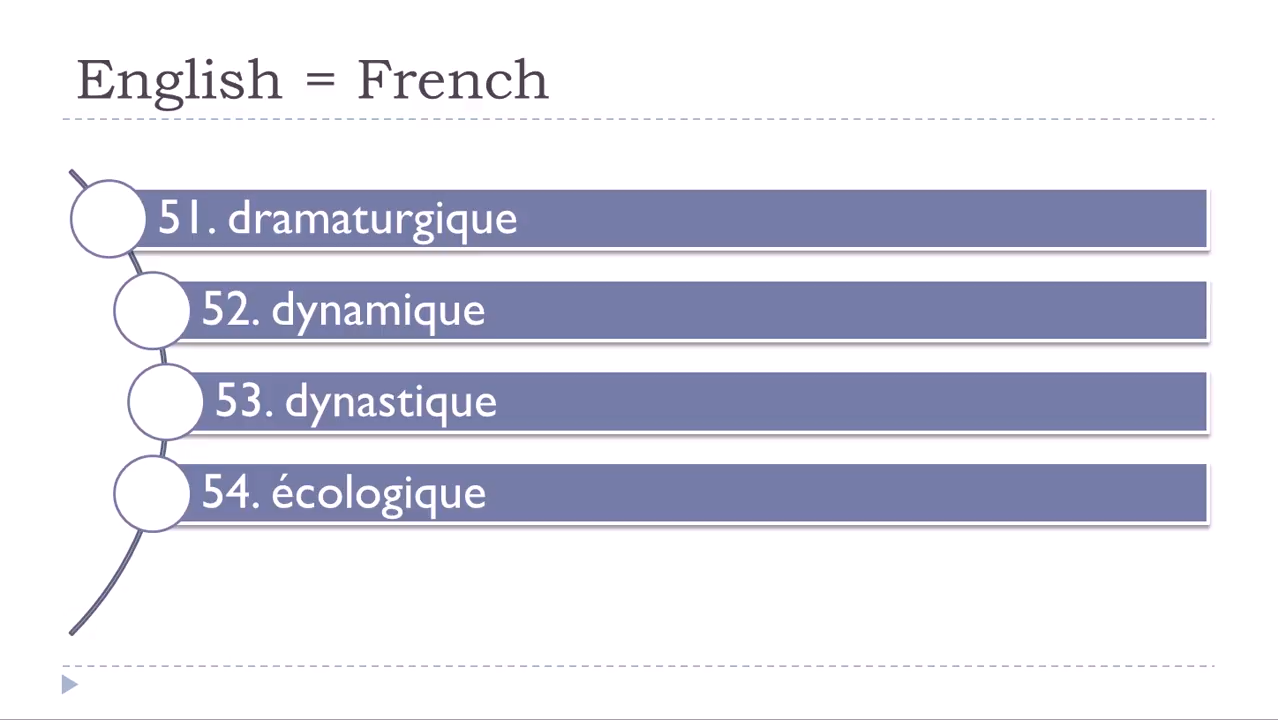 English = French
51. dramaturgique
52. dynamique
53. dynastique
54. écologique